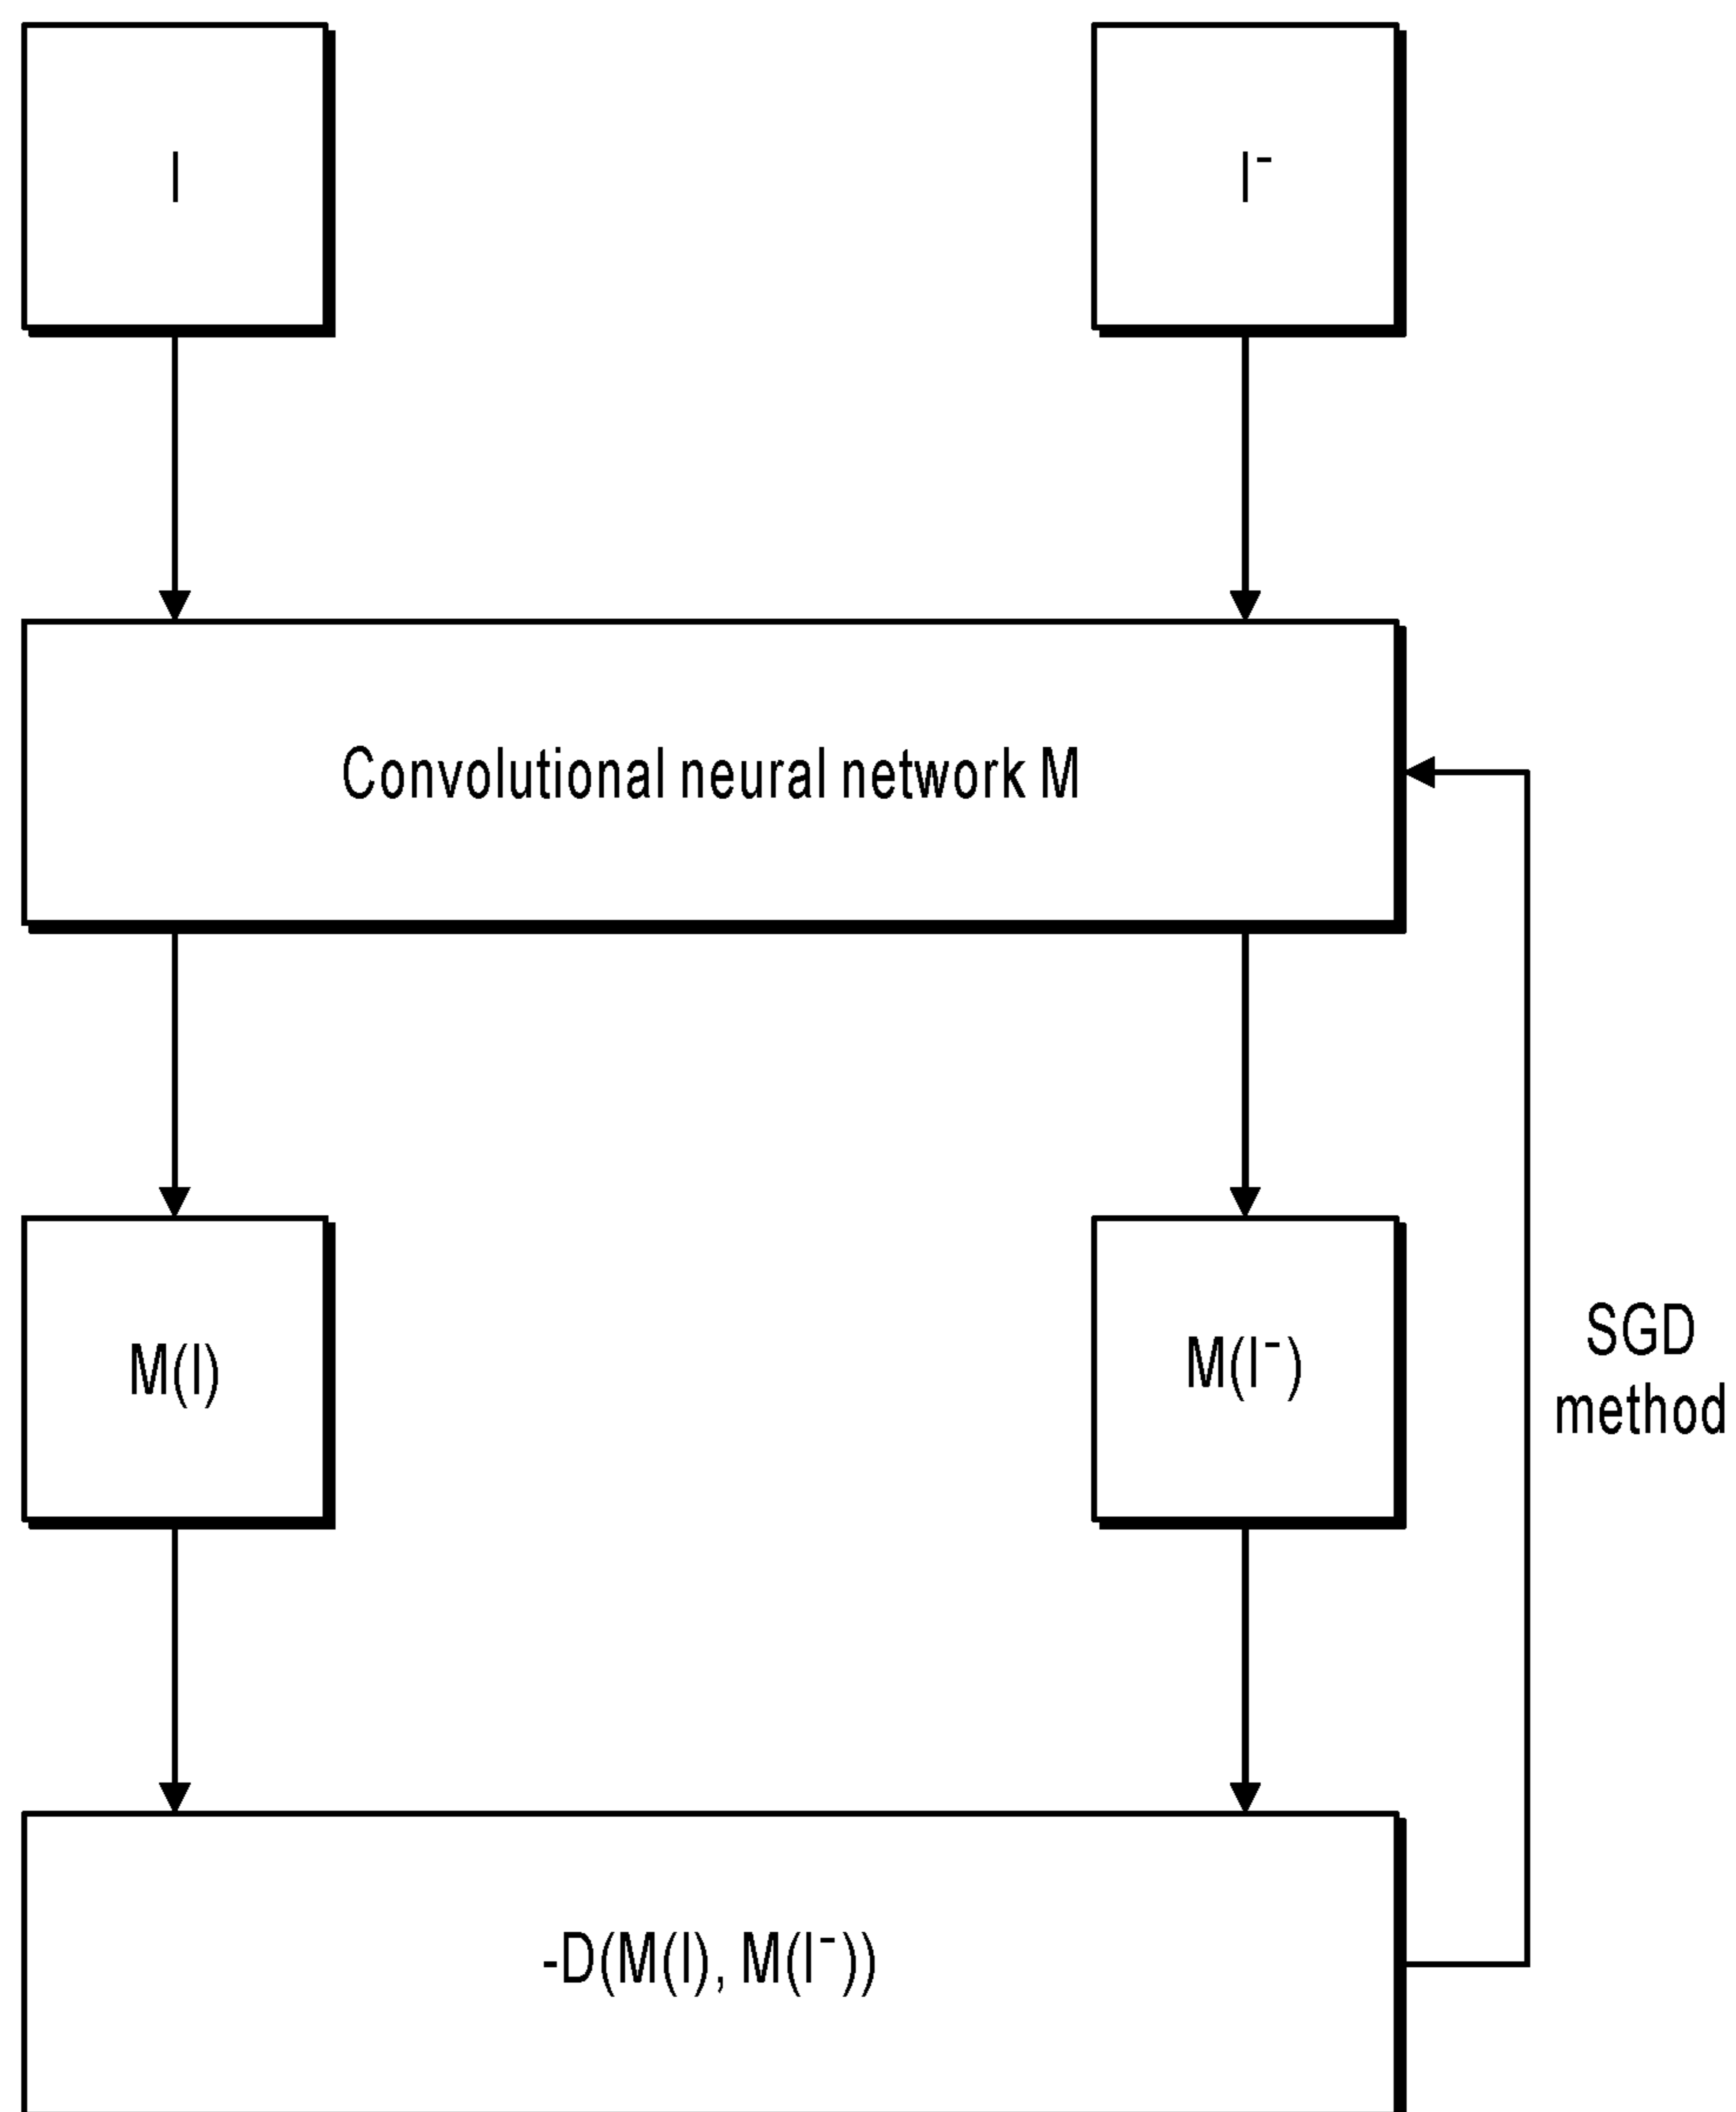 I
I⁻
Convolutional neural network M
M(I)
M(I⁻)
SGD
method
-D(M(I), M(I⁻))